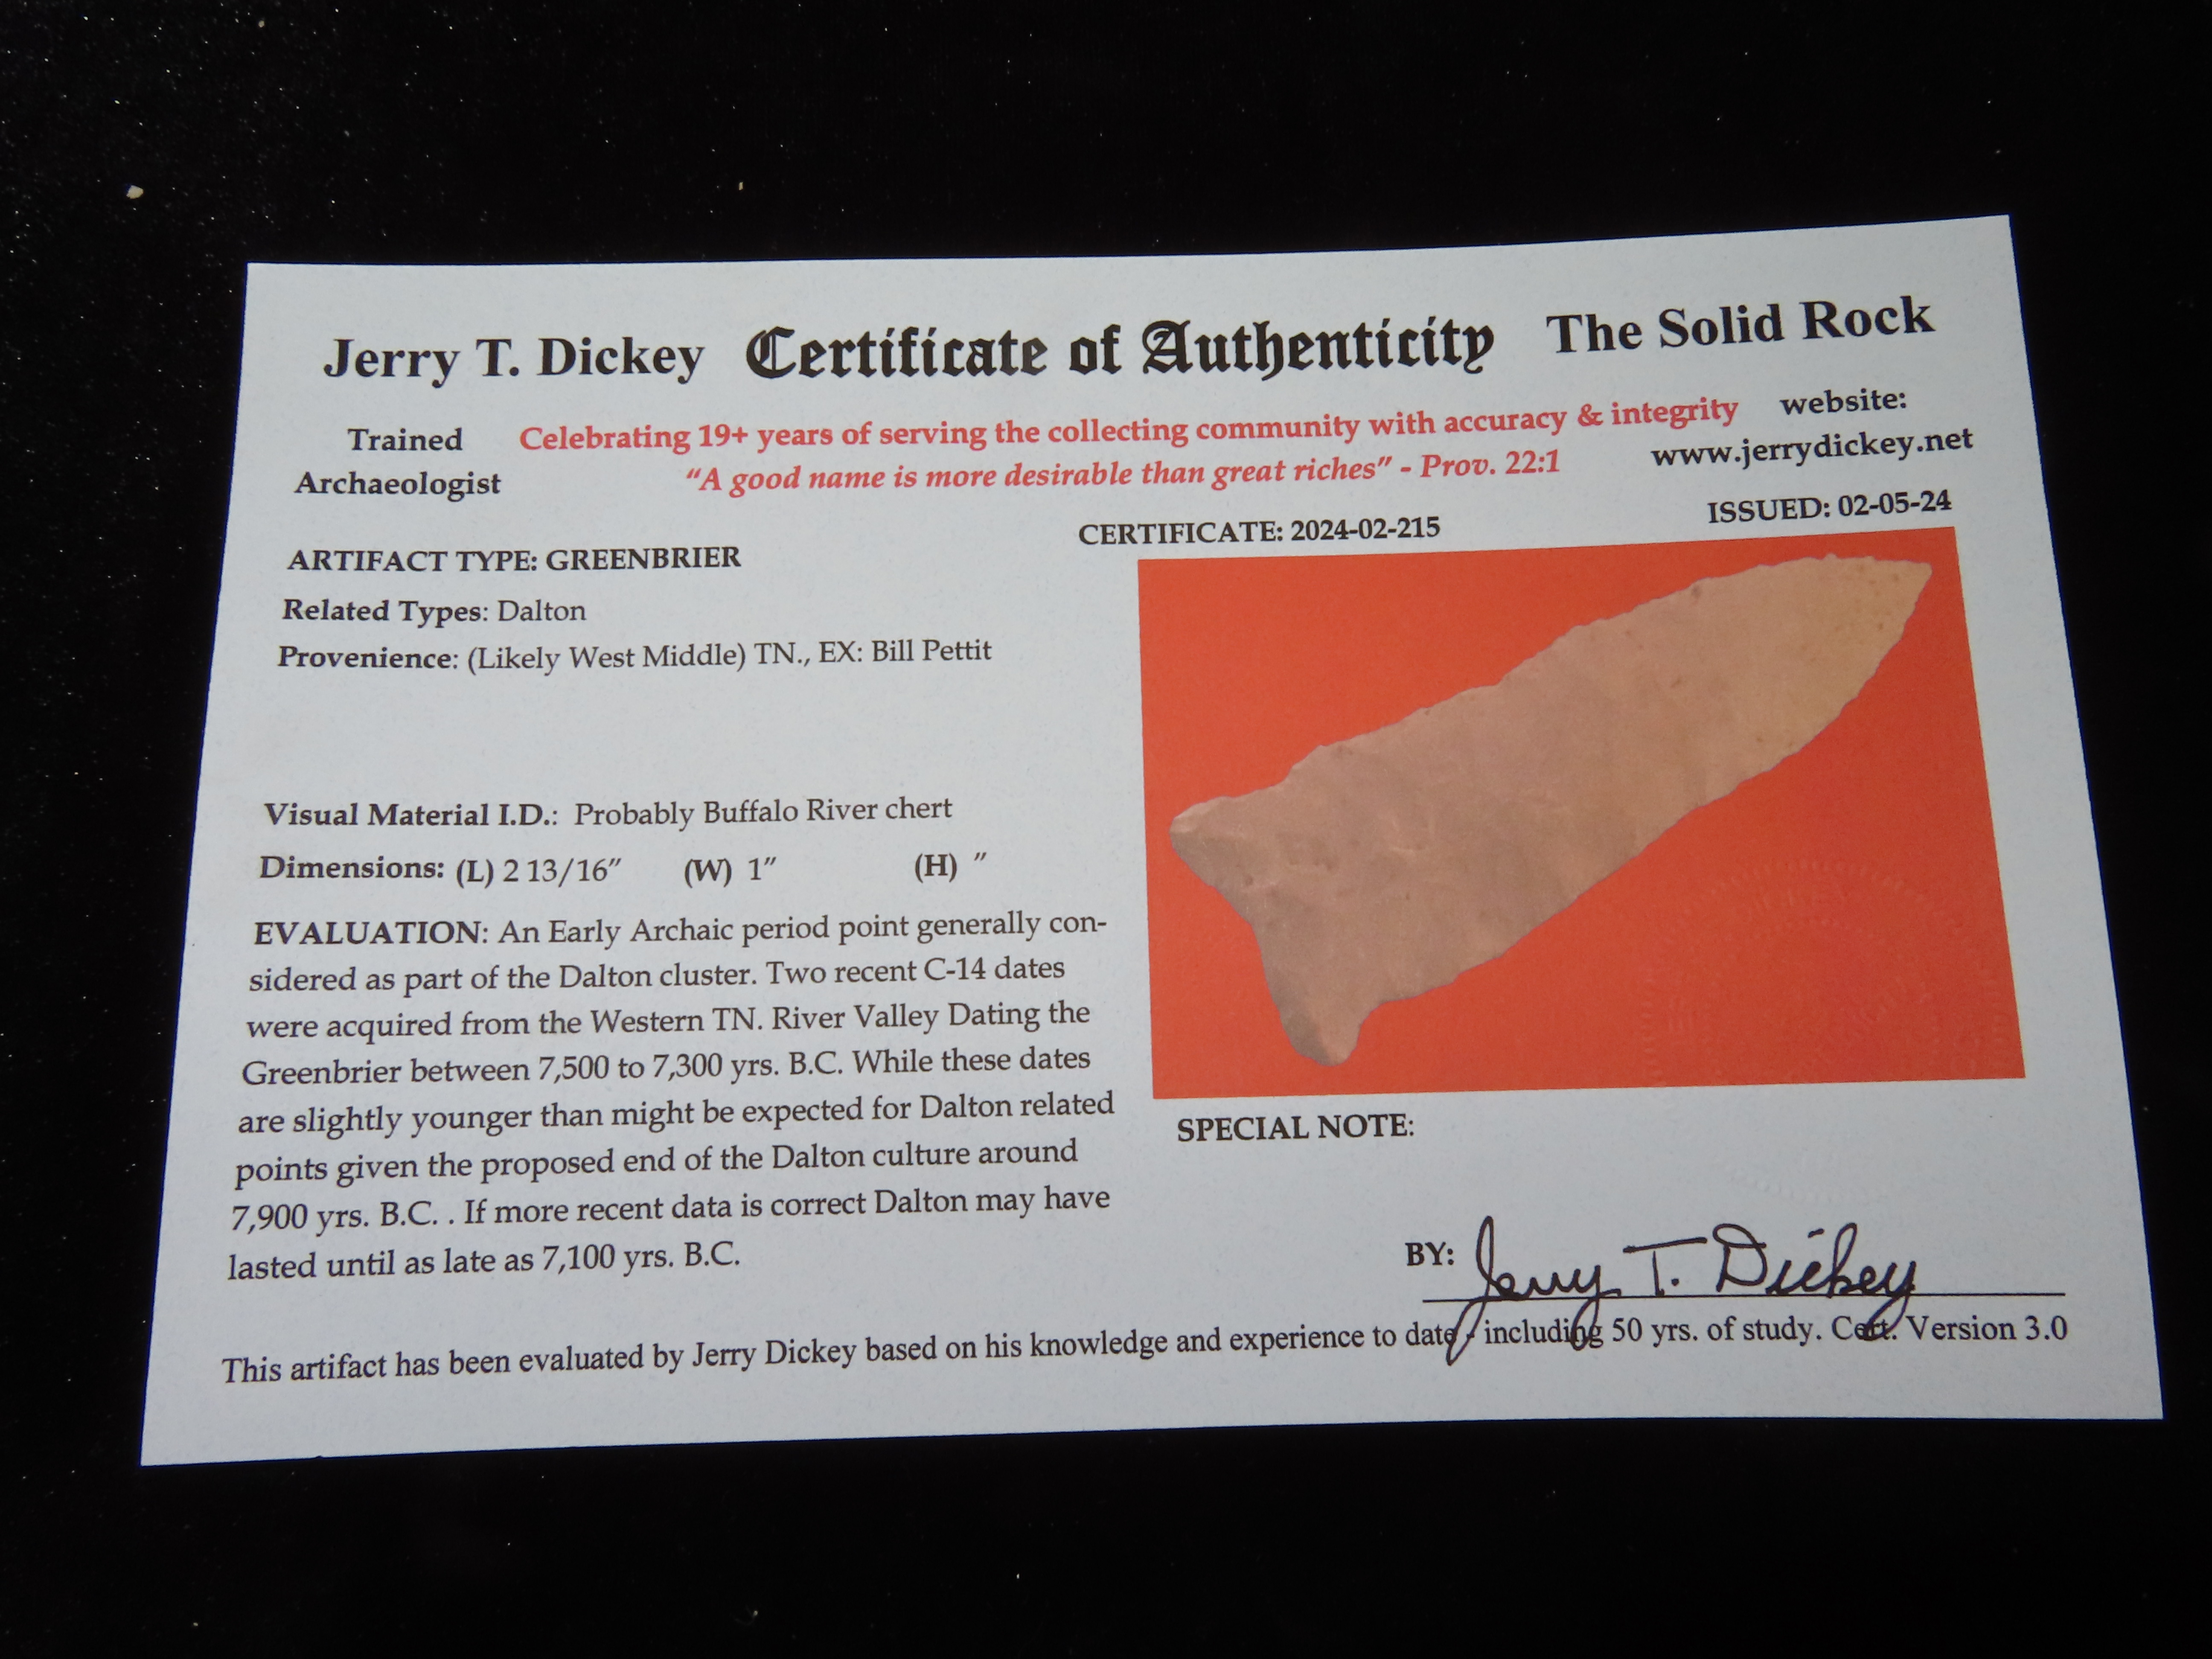 Jerry T. Dickey Certificate of Authenticity The Solid Rock
Trained Archaeologist
Celebrating 19+ years of serving the collecting community with accuracy & integrity
"A good name is more desirable than great riches" - Prov. 22:1
website:
www.jerrydickey.net
CERTIFICATE: 2024-02-215
ISSUED: 02-05-24
ARTIFACT TYPE: GREENBRIER
Related Types: Dalton
Provenience: (Likely West Middle) TN., EX: Bill Pettit
Visual Material I.D.: Probably Buffalo River chert
Dimensions: (L) 2 13/16" (W) 1" (H) "
EVALUATION: An Early Archaic period point generally con-
sidered as part of the Dalton cluster. Two recent C-14 dates
were acquired from the Western TN. River Valley Dating the
Greenbrier between 7,500 to 7,300 yrs. B.C. While these dates
are slightly younger than might be expected for Dalton related
points given the proposed end of the Dalton culture around
7,900 yrs. B.C. . If more recent data is correct Dalton may have
lasted until as late as 7,100 yrs. B.C.
SPECIAL NOTE:
BY: Jerry T. Dickey
This artifact has been evaluated by Jerry Dickey based on his knowledge and experience to date - including 50 yrs. of study. Cert. Version 3.0